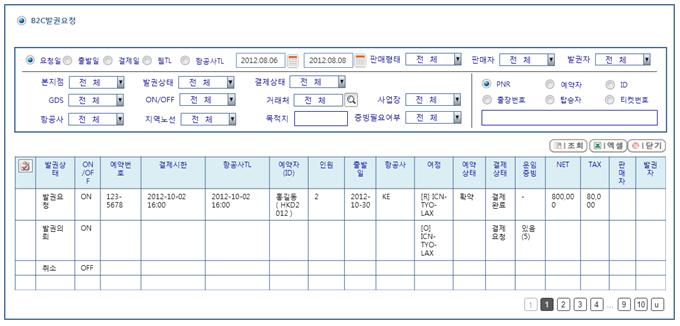 B2C발권요청
요청일 출발일 결제일 웹TL 항공사TL 2012.08.06 2012.08.08 판매형태 전 체 판매자 전 체 발권자 전 체
본지점 전 체 발권상태 전 체 결제상태 전 체 PNR 예약자 ID
GDS 전 체 ON/OFF 전 체 거래처 전 체 사업장 전 체 출장번호 탑승자 티켓번호
항공사 전 체 지역노선 전 체 목적지 증빙필요여부 전 체
조회 엑셀 닫기
발권상태 ON/OFF 예약번호 결제시한 항공사TL 예약자(ID) 인원 출발일 항공사 여정 예약상태 결제상태 운임증빙 NET TAX 판매자 발권자
발권요청 ON 123-5678 2012-10-02 16:00 2012-10-02 16:00 홍길동(HKD2012) 2 2012-10-30 KE [R] ICN-TYO-LAX 확약 결제완료 - 800,000 80,000
발권의뢰 ON [O] ICN-TYO-LAX 결제요청 있음(5)
취소 OFF
1 1 2 3 4 ... 9 10 u